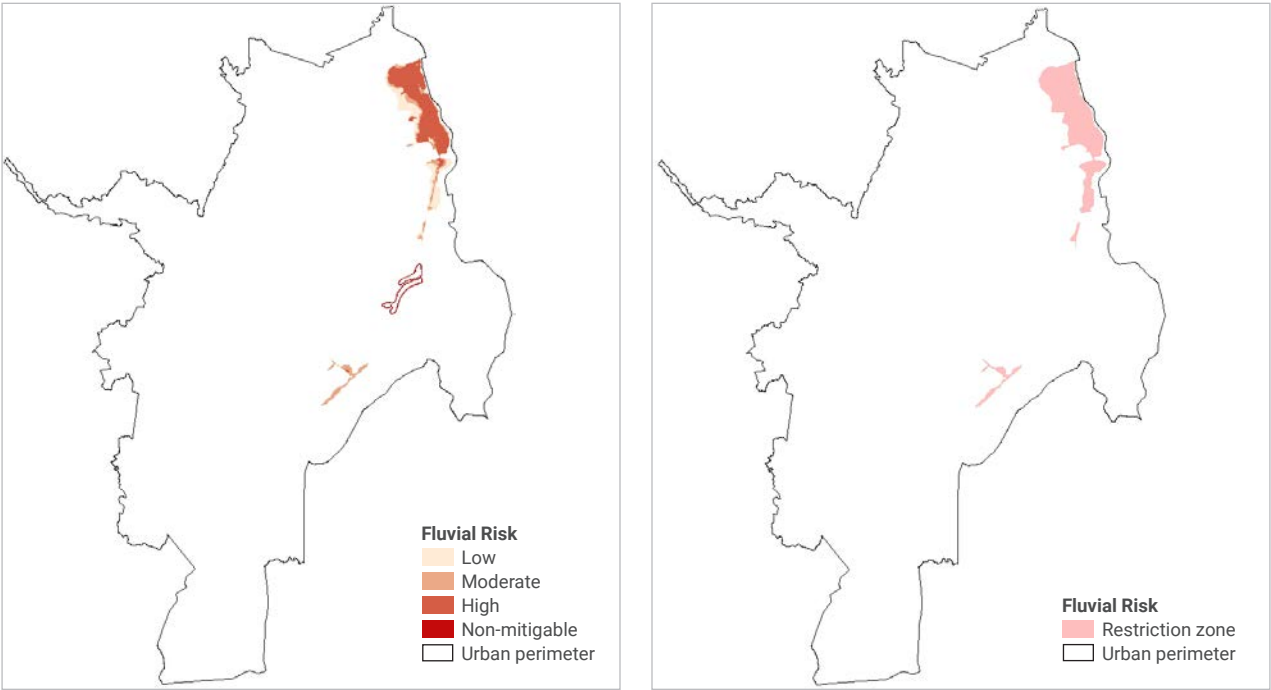 Fluvial Risk
Low
Moderate
High
Non-mitigable
Urban perimeter
Fluvial Risk
Restriction zone
Urban perimeter